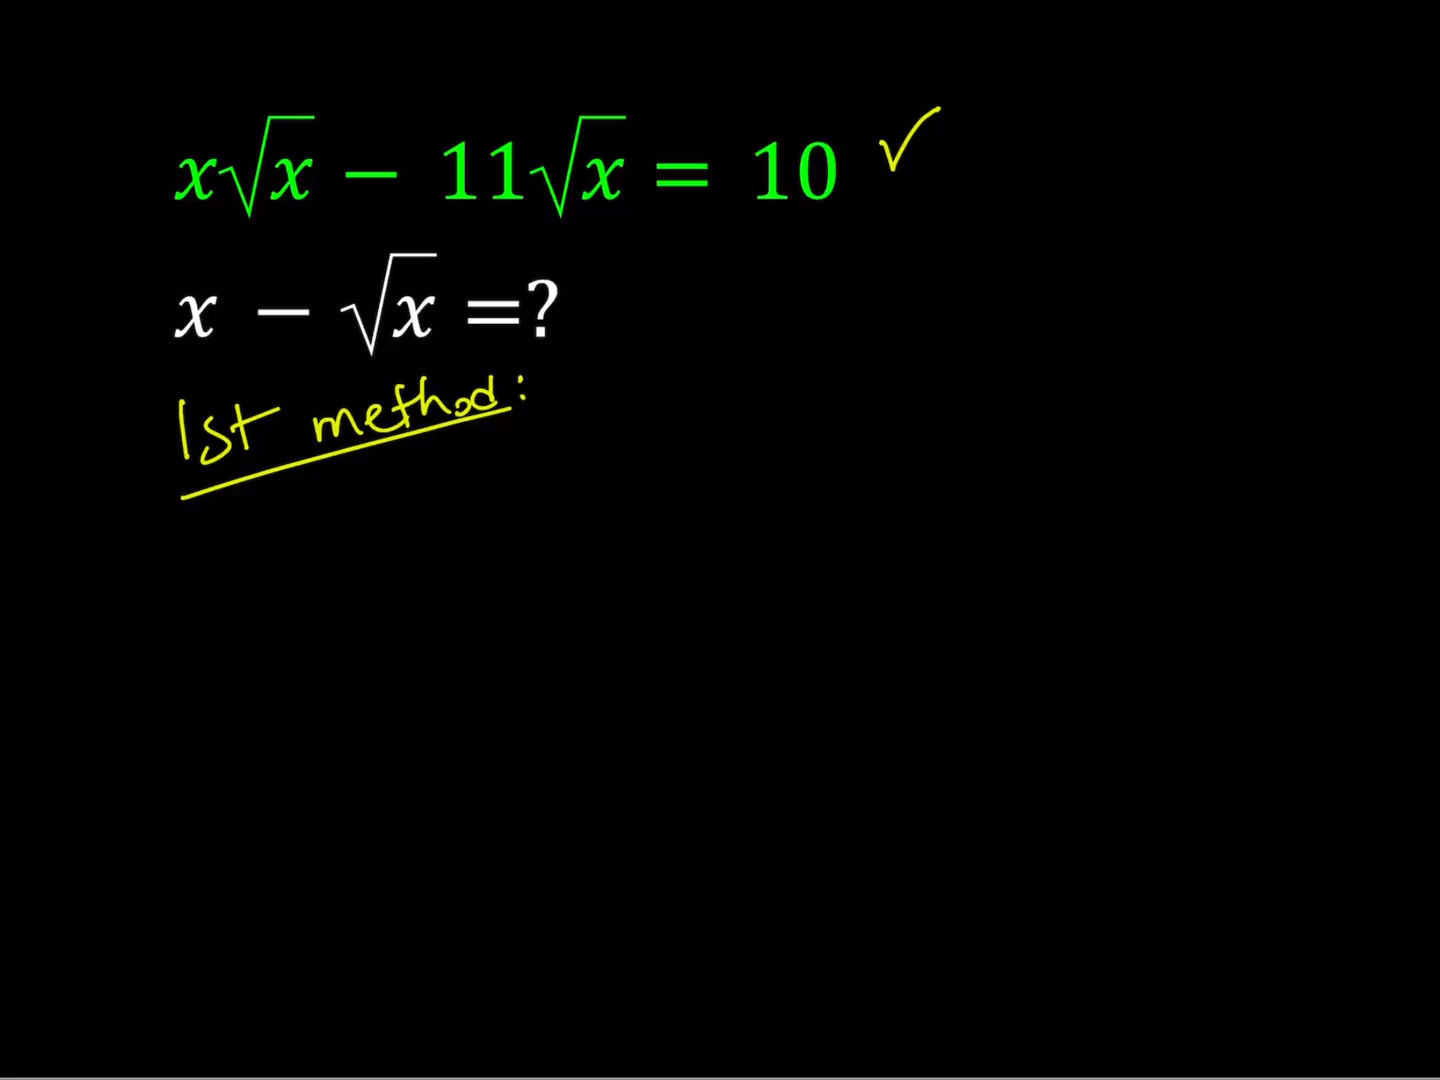 x√x − 11√x = 10 ✓
x − √x =?
1st method: